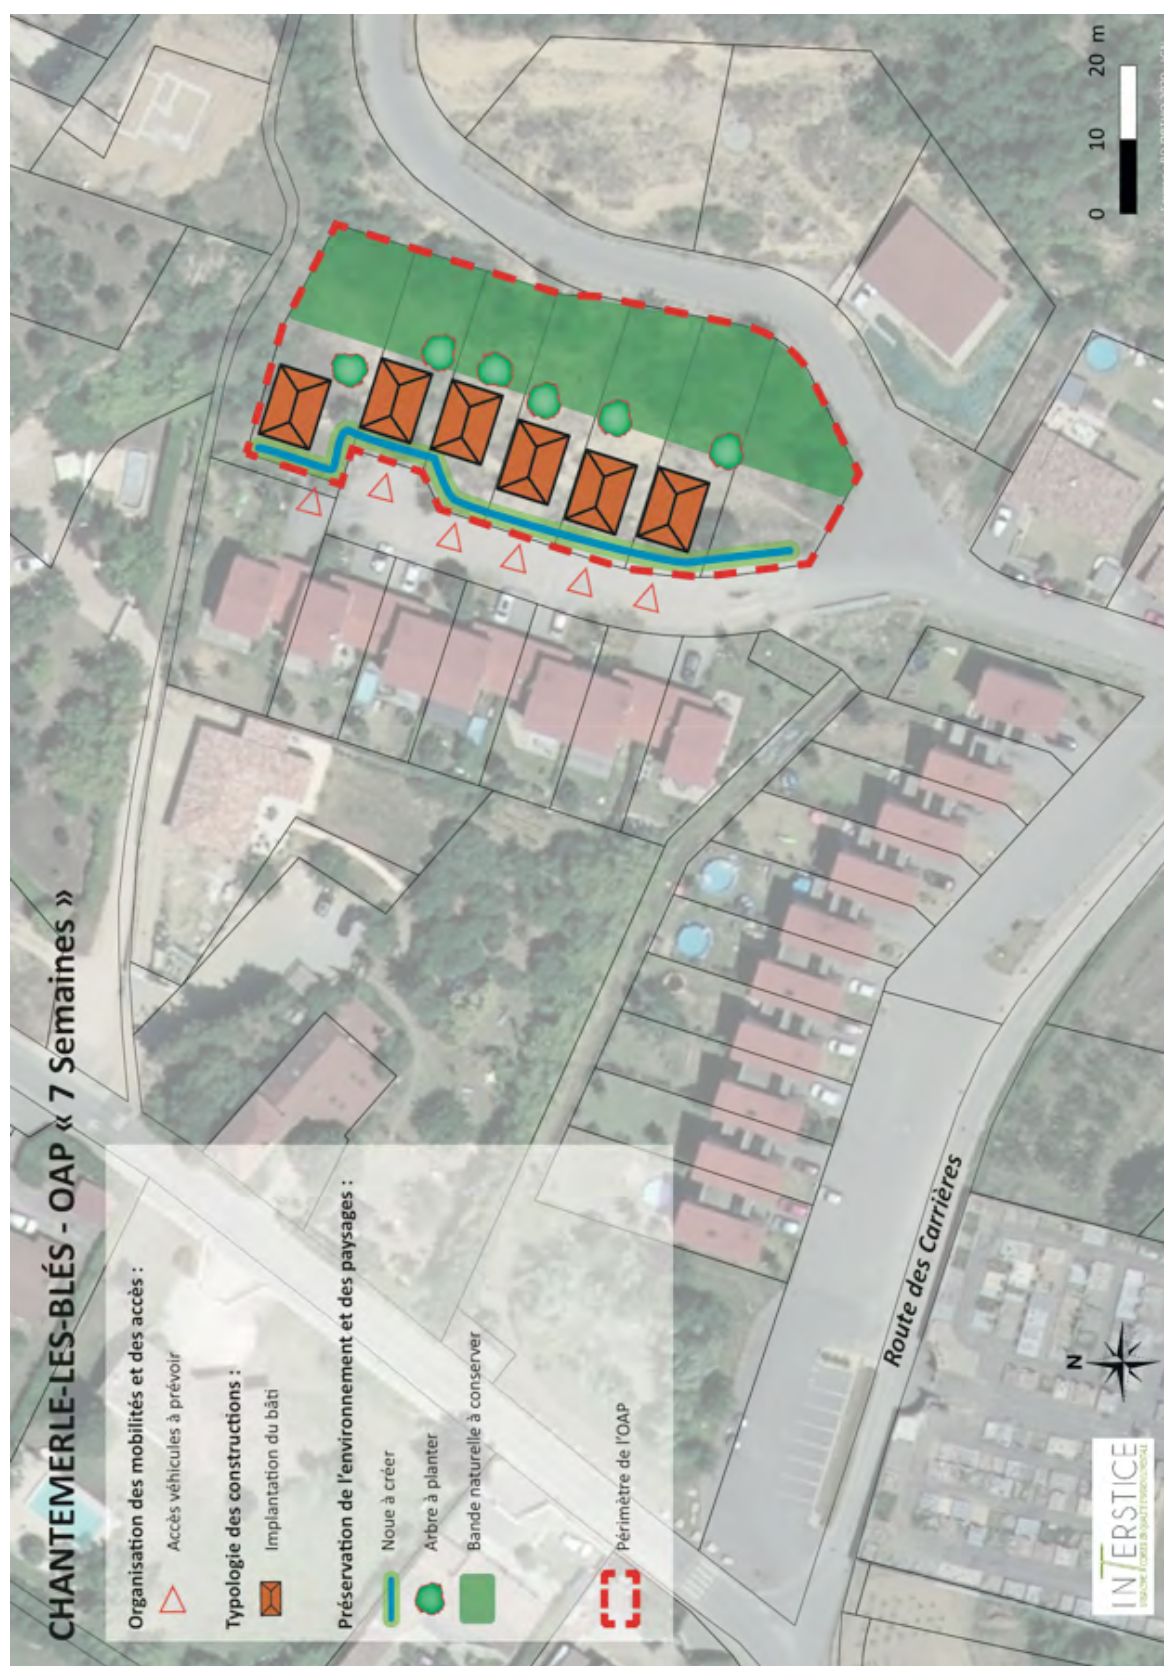 CHANTEMERLE-LES-BLÉS - OAP « 7 Semaines »
Organisation des mobilités et des accès :
Accès véhicules à prévoir
Typologie des constructions :
Implantation du bâti
Préservation de l'environnement et des paysages :
Noue à créer
Arbre à planter
Bande naturelle à conserver
Périmètre de l'OAP
Route des Carrières
N
0 10 20 m
INTERSTICE